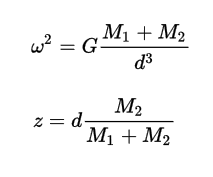 ω² = G (M₁ + M₂) / d³
z = d M₂ / (M₁ + M₂)